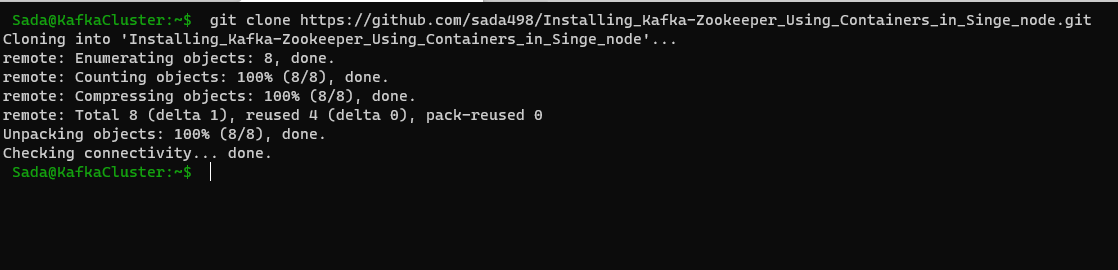 Sada@KafkaCluster:~$ git clone https://github.com/sada498/Installing_Kafka-Zookeeper_Using_Containers_in_Singe_node.git
Cloning into 'Installing_Kafka-Zookeeper_Using_Containers_in_Singe_node'...
remote: Enumerating objects: 8, done.
remote: Counting objects: 100% (8/8), done.
remote: Compressing objects: 100% (8/8), done.
remote: Total 8 (delta 1), reused 4 (delta 0), pack-reused 0
Unpacking objects: 100% (8/8), done.
Checking connectivity... done.
Sada@KafkaCluster:~$